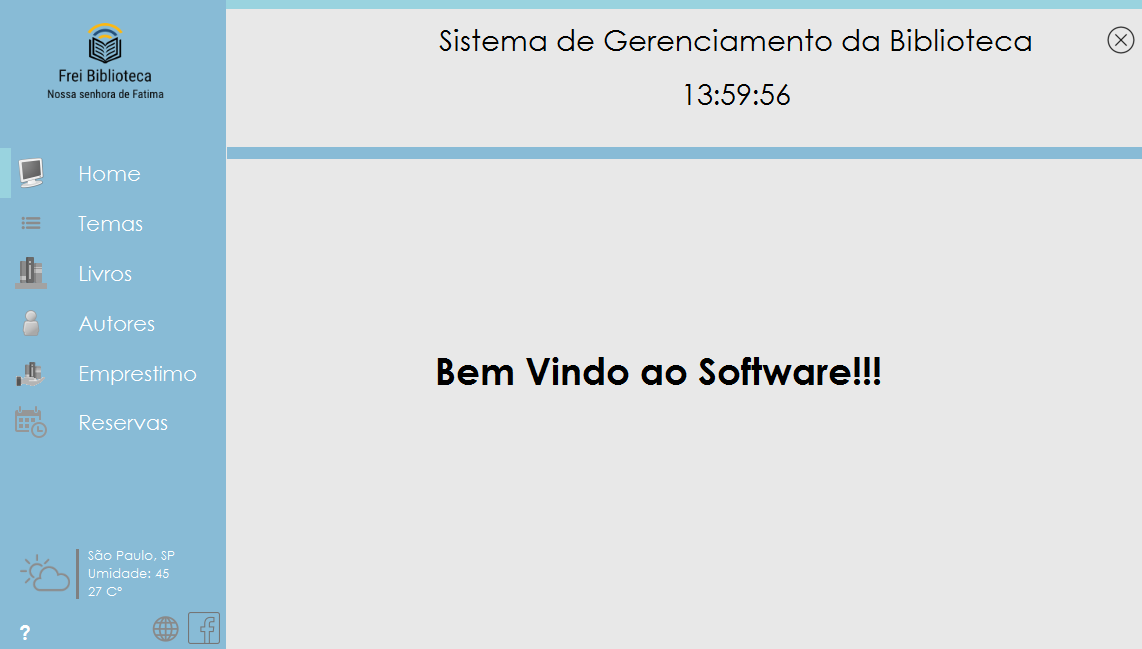 Frei Biblioteca
Nossa senhora de Fatima
Sistema de Gerenciamento da Biblioteca
13:59:56
Home
Temas
Livros
Autores
Emprestimo
Reservas
Bem Vindo ao Software!!!
São Paulo, SP
Umidade: 45
27 Cº
?